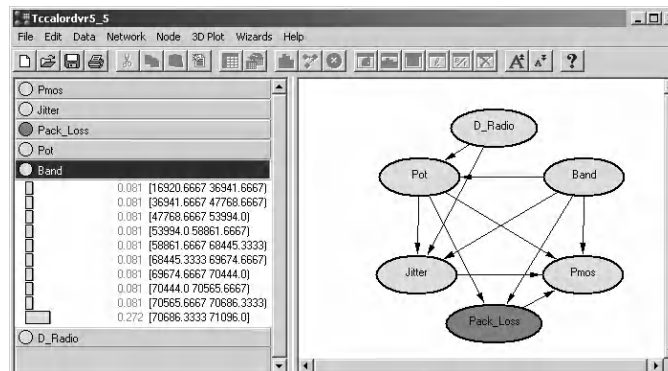 Tccalordvr5_5
File Edit Data Network Node 3D Plot Wizards Help
Pmos
Jitter
Pack_Loss
Pot
Band
0.081 [16920.6667 36941.6667)
0.081 [36941.6667 47768.6667)
0.081 [47768.6667 53994.0)
0.081 [53994.0 58861.6667)
0.081 [58861.6667 68445.3333)
0.081 [68445.3333 69674.6667)
0.081 [69674.6667 70444.0)
0.081 [70444.0 70565.6667)
0.081 [70565.6667 70686.3333)
0.272 [70686.3333 71096.0)
D_Radio
D_Radio
Pot
Band
Jitter
Pmos
Pack_Loss